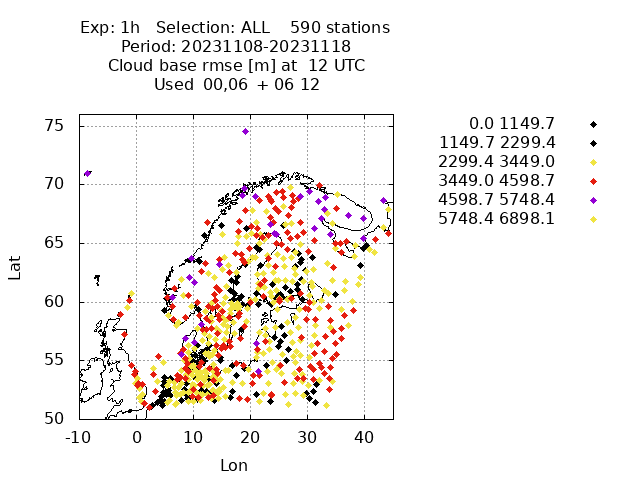 Exp: 1h   Selection: ALL    590 stations
Period: 20231108-20231118
Cloud base rmse [m] at  12 UTC
Used  00,06  + 06 12
0.0 1149.7
1149.7 2299.4
2299.4 3449.0
3449.0 4598.7
4598.7 5748.4
5748.4 6898.1
75
70
65
60
55
50
Lat
-10 0 10 20 30 40
Lon